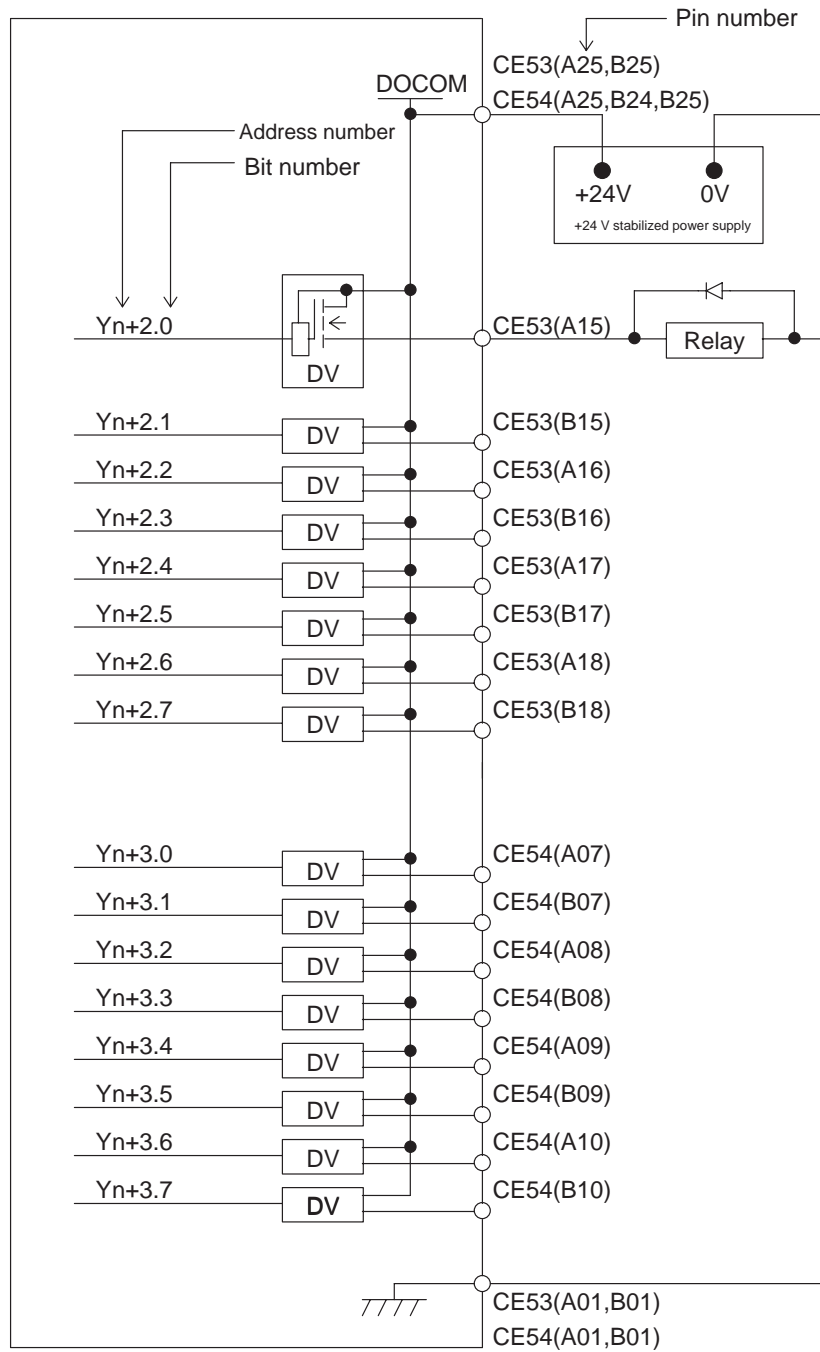 Pin number
CE53(A25,B25)
DOCOM
CE54(A25,B24,B25)
Address number
Bit number
+24V 0V
+24 V stabilized power supply
Yn+2.0
CE53(A15)
Relay
DV
Yn+2.1 DV CE53(B15)
Yn+2.2 DV CE53(A16)
Yn+2.3 DV CE53(B16)
Yn+2.4 DV CE53(A17)
Yn+2.5 DV CE53(B17)
Yn+2.6 DV CE53(A18)
Yn+2.7 DV CE53(B18)
Yn+3.0 DV CE54(A07)
Yn+3.1 DV CE54(B07)
Yn+3.2 DV CE54(A08)
Yn+3.3 DV CE54(B08)
Yn+3.4 DV CE54(A09)
Yn+3.5 DV CE54(B09)
Yn+3.6 DV CE54(A10)
Yn+3.7 DV CE54(B10)
CE53(A01,B01)
CE54(A01,B01)